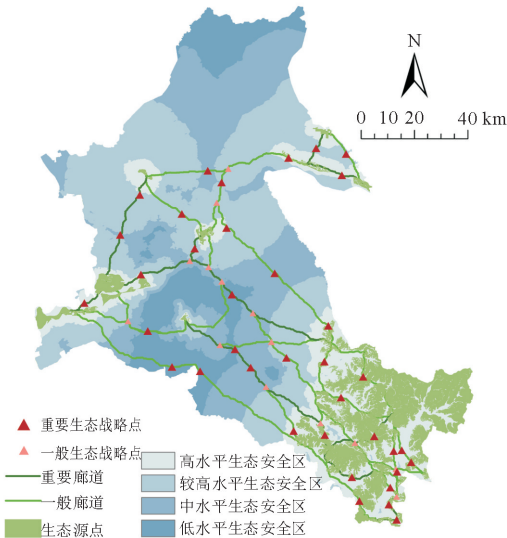 N
0 10 20 40 km
重要生态战略点
一般生态战略点
重要廊道
一般廊道
生态源点
高水平生态安全区
较高水平生态安全区
中水平生态安全区
低水平生态安全区